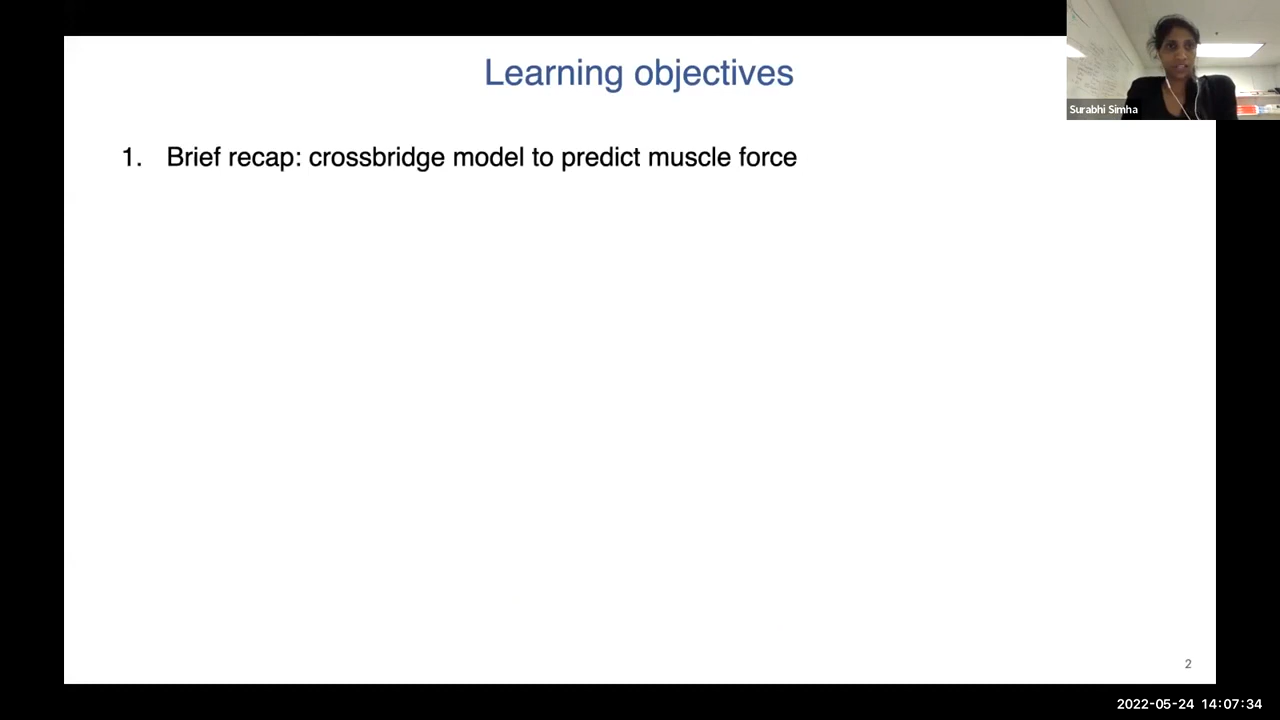 Learning objectives
Surabhi Simha
1. Brief recap: crossbridge model to predict muscle force
2
2022-05-24 14:07:34